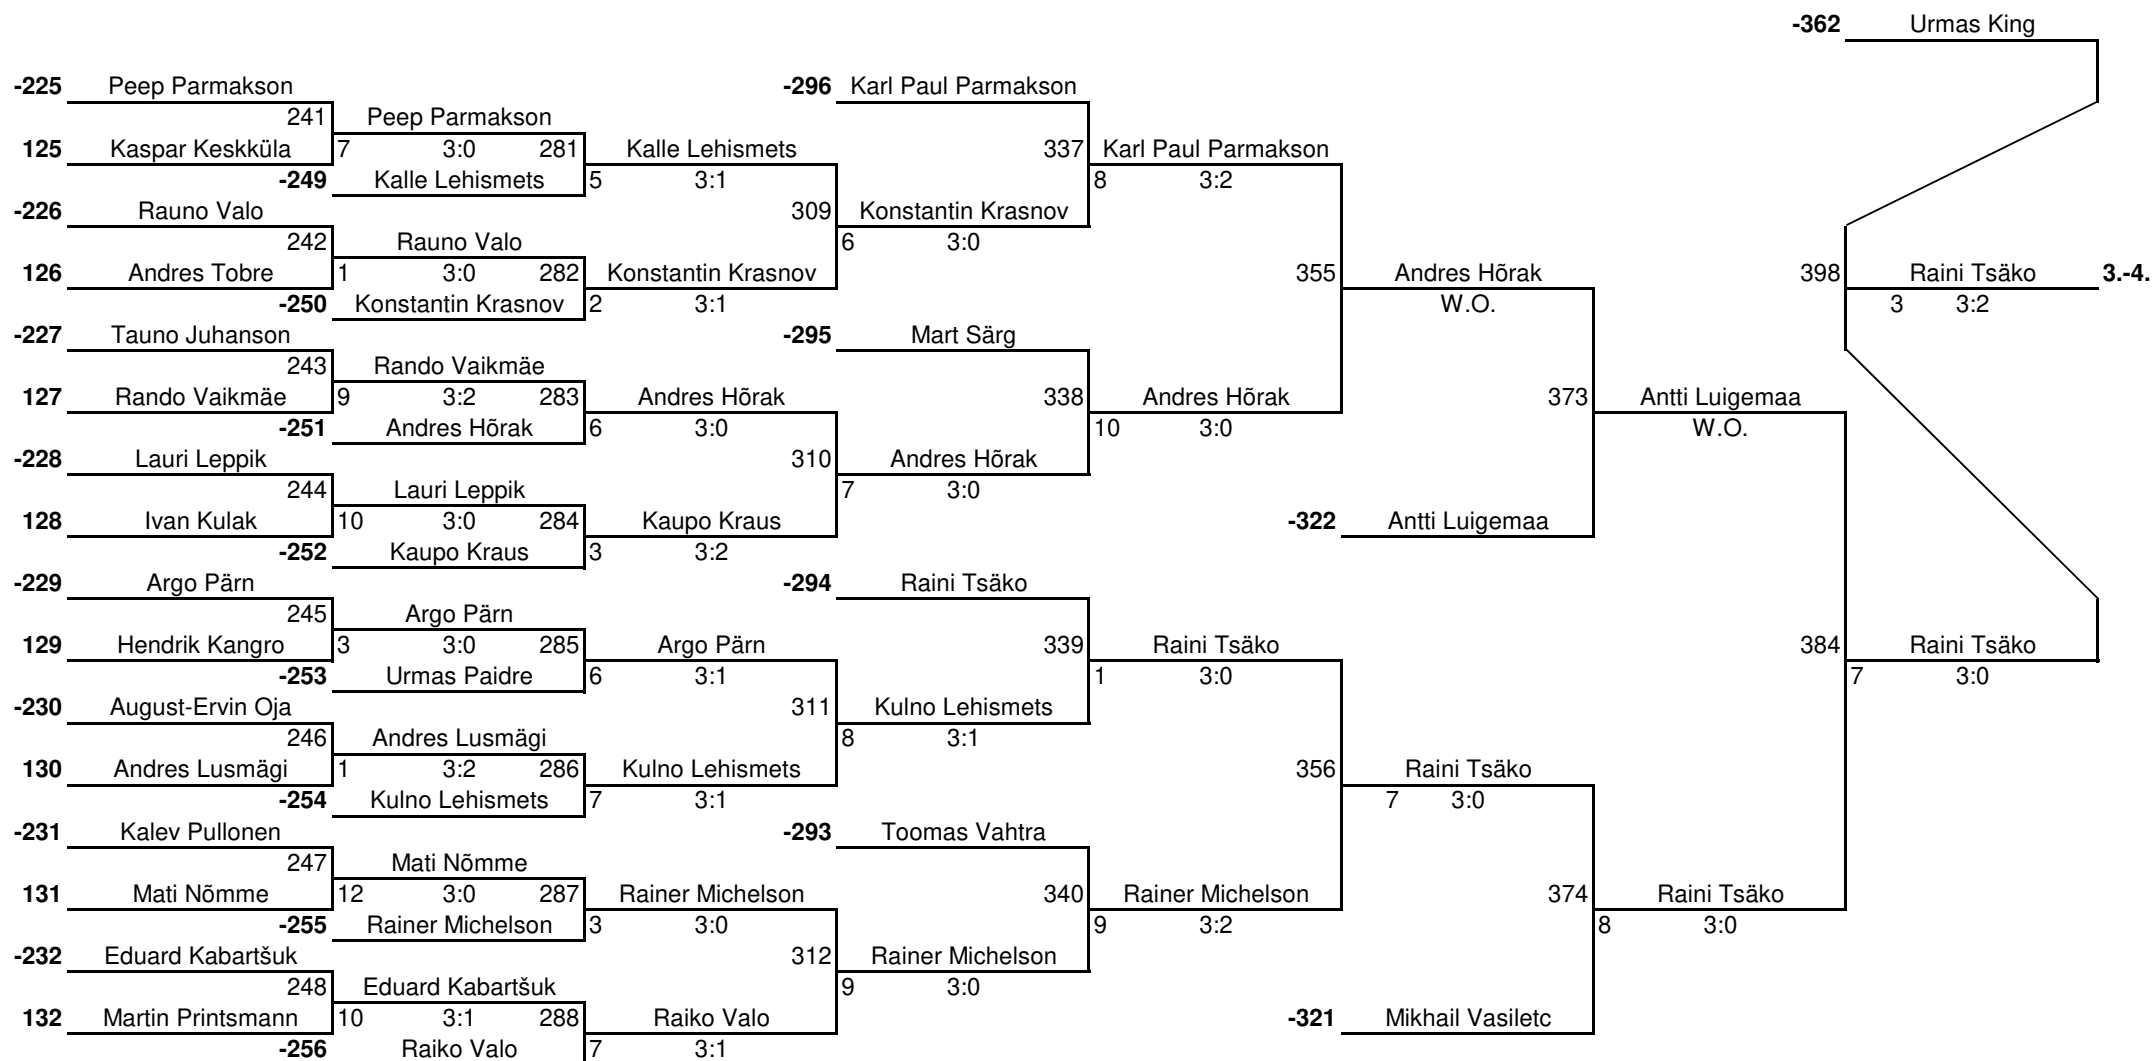 -362 Urmas King
-225 Peep Parmakson -296 Karl Paul Parmakson
241 Peep Parmakson
125 Kaspar Keskküla 7 3:0 281 Kalle Lehismets 337 Karl Paul Parmakson
-249 Kalle Lehismets 5 3:1 8 3:2
-226 Rauno Valo 309 Konstantin Krasnov
242 Rauno Valo 6 3:0
126 Andres Tobre 1 3:0 282 Konstantin Krasnov 355 Andres Hõrak 398 Raini Tsäko 3.-4.
-250 Konstantin Krasnov 2 3:1 W.O. 3 3:2
-227 Tauno Juhanson -295 Mart Särg
243 Rando Vaikmäe
127 Rando Vaikmäe 9 3:2 283 Andres Hõrak 338 Andres Hõrak 373 Antti Luigemaa
-251 Andres Hõrak 6 3:0 10 3:0 W.O.
-228 Lauri Leppik 310 Andres Hõrak
244 Lauri Leppik 7 3:0
128 Ivan Kulak 10 3:0 284 Kaupo Kraus -322 Antti Luigemaa
-252 Kaupo Kraus 3 3:2
-229 Argo Pärn -294 Raini Tsäko
245 Argo Pärn
129 Hendrik Kangro 3 3:0 285 Argo Pärn 339 Raini Tsäko 384 Raini Tsäko
-253 Urmas Paidre 6 3:1 1 3:0 7 3:0
-230 August-Ervin Oja 311 Kulno Lehismets
246 Andres Lusmägi 8 3:1
130 Andres Lusmägi 1 3:2 286 Kulno Lehismets 356 Raini Tsäko
-254 Kulno Lehismets 7 3:1 7 3:0
-231 Kalev Pullonen -293 Toomas Vahtra
247 Mati Nõmme
131 Mati Nõmme 12 3:0 287 Rainer Michelson 340 Rainer Michelson 374 Raini Tsäko
-255 Rainer Michelson 3 3:0 9 3:2 8 3:0
-232 Eduard Kabartšuk 312 Rainer Michelson
248 Eduard Kabartšuk 9 3:0
132 Martin Printsmann 10 3:1 288 Raiko Valo -321 Mikhail Vasiletc
-256 Raiko Valo 7 3:1